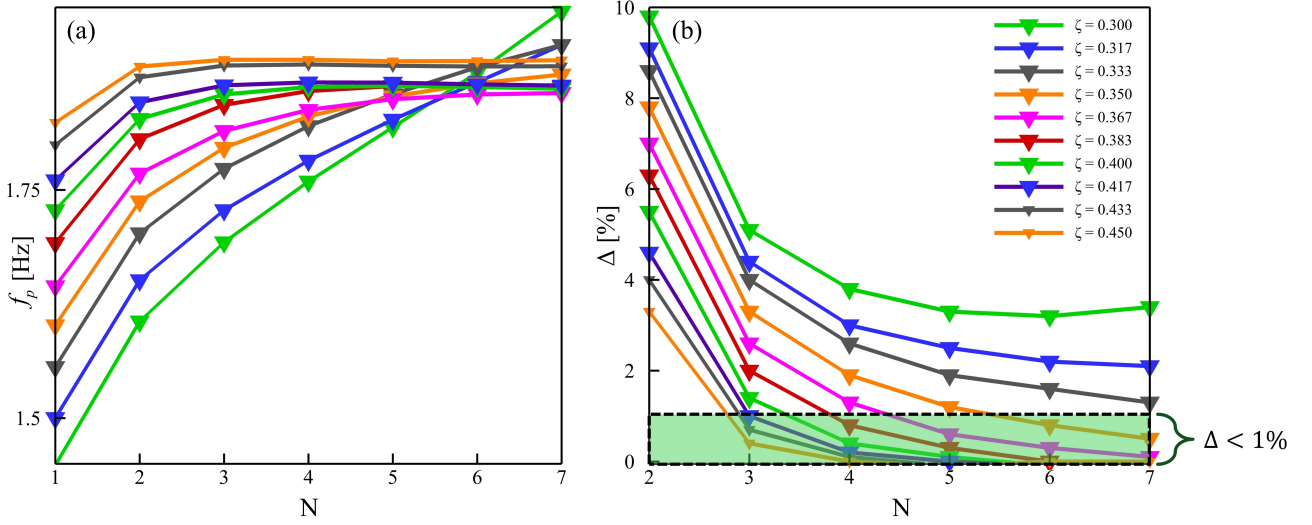 (a)
1.75
1.5
f_p [Hz]
1
2
3
4
5
6
7
N
(b)
10
8
6
4
2
0
Δ [%]
2
3
4
5
6
7
N
ζ = 0.300
ζ = 0.317
ζ = 0.333
ζ = 0.350
ζ = 0.367
ζ = 0.383
ζ = 0.400
ζ = 0.417
ζ = 0.433
ζ = 0.450
Δ < 1%